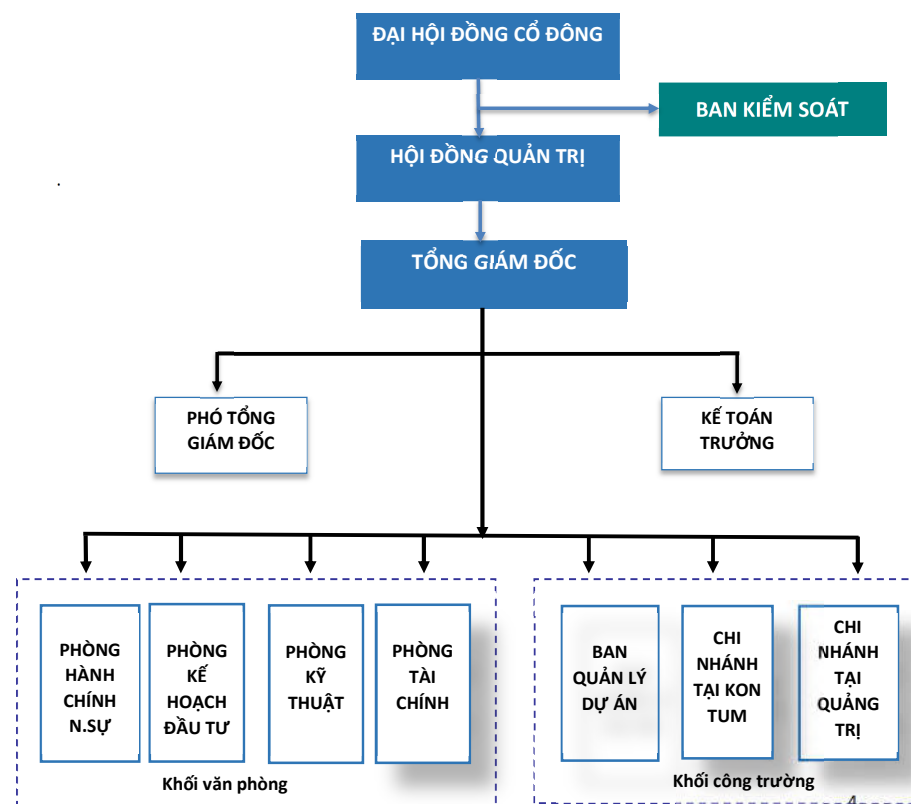 ĐẠI HỘI ĐỒNG CỔ ĐÔNG
BAN KIỂM SOÁT
HỘI ĐỒNG QUẢN TRỊ
TỔNG GIÁM ĐỐC
PHÓ TỔNG
GIÁM ĐỐC
KẾ TOÁN
TRƯỞNG
PHÒNG
HÀNH
CHÍNH
N.SỰ
PHÒNG
KẾ
HOẠCH
ĐẦU TƯ
PHÒNG
KỸ
THUẬT
PHÒNG
TÀI
CHÍNH
BAN
QUẢN LÝ
DỰ ÁN
CHI
NHÁNH
TẠI KON
TUM
CHI
NHÁNH
TẠI
QUẢNG
TRỊ
Khối văn phòng
Khối công trường
4